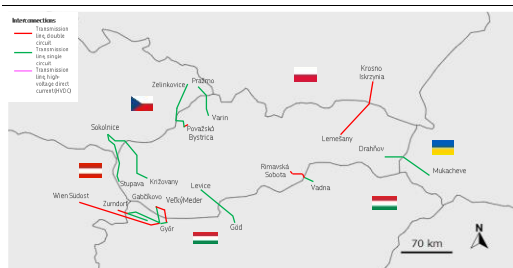 Interconnections
Transmission
line, double
circuit
Transmission
line, single
circuit
Transmission
line, high-
voltage direct
current (HVDC)
Krosno
Iskrzynia
Pražmo
Zelinkovice
Varin
Sokolnice
Považská
Bystrica
Lemešany
Drahňov
Rimavská
Sobota
Mukacheve
Stupava
Križovany
Levice
Vadna
Wien Südost
Gabčíkovo
Zurndorf
Veľký Meder
Győr
Göd
N
70 km